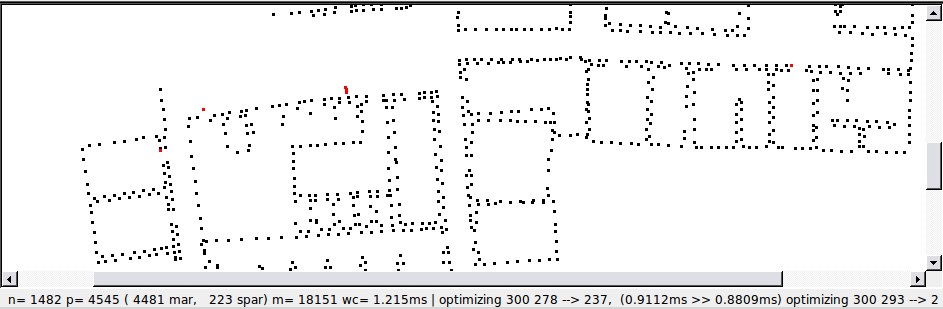 n= 1482 p= 4545 ( 4481 mar,  223 spar) m= 18151 wc= 1.215ms | optimizing 300 278 --> 237,  (0.9112ms >> 0.8809ms) optimizing 300 293 --> 2